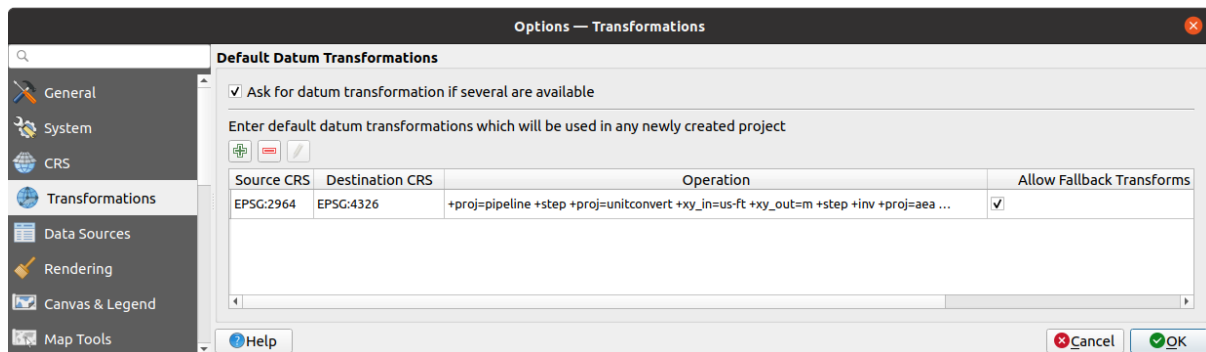 Options — Transformations
General
System
CRS
Transformations
Data Sources
Rendering
Canvas & Legend
Map Tools
Default Datum Transformations
Ask for datum transformation if several are available
Enter default datum transformations which will be used in any newly created project
Source CRS Destination CRS Operation Allow Fallback Transforms
EPSG:2964 EPSG:4326 +proj=pipeline +step +proj=unitconvert +xy_in=us-ft +xy_out=m +step +inv +proj=aea ...
Help Cancel OK